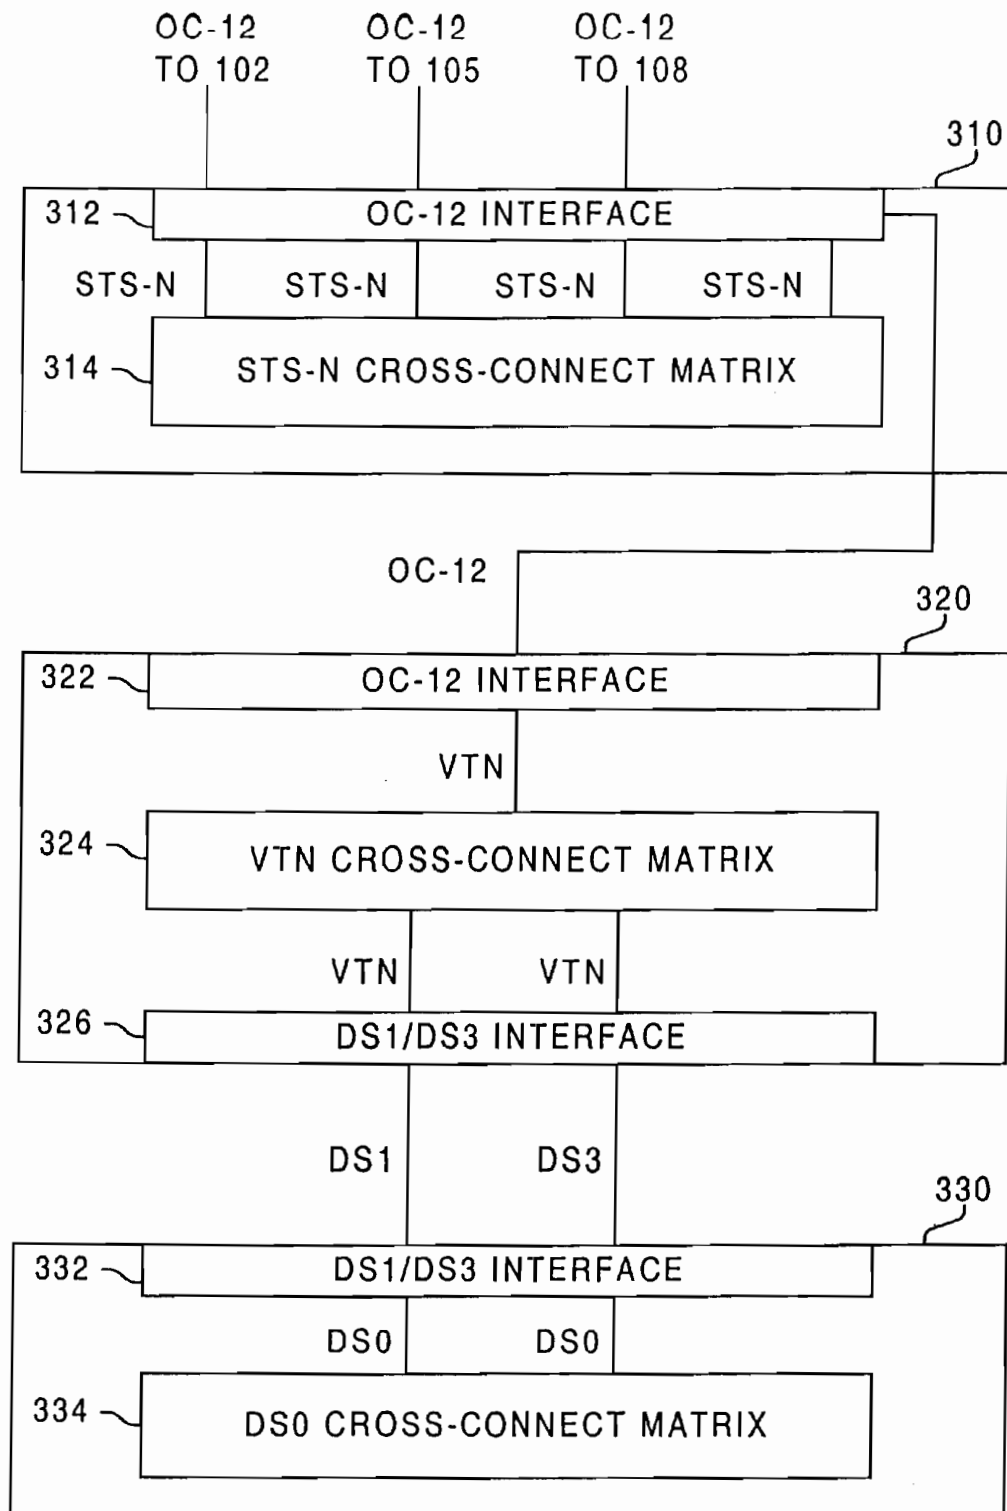 OC-12 OC-12 OC-12
TO 102 TO 105 TO 108
310
312 OC-12 INTERFACE
STS-N STS-N STS-N STS-N
314 STS-N CROSS-CONNECT MATRIX
OC-12
320
322 OC-12 INTERFACE
VTN
324 VTN CROSS-CONNECT MATRIX
VTN VTN
326 DS1/DS3 INTERFACE
DS1 DS3
330
332 DS1/DS3 INTERFACE
DS0 DS0
334 DS0 CROSS-CONNECT MATRIX